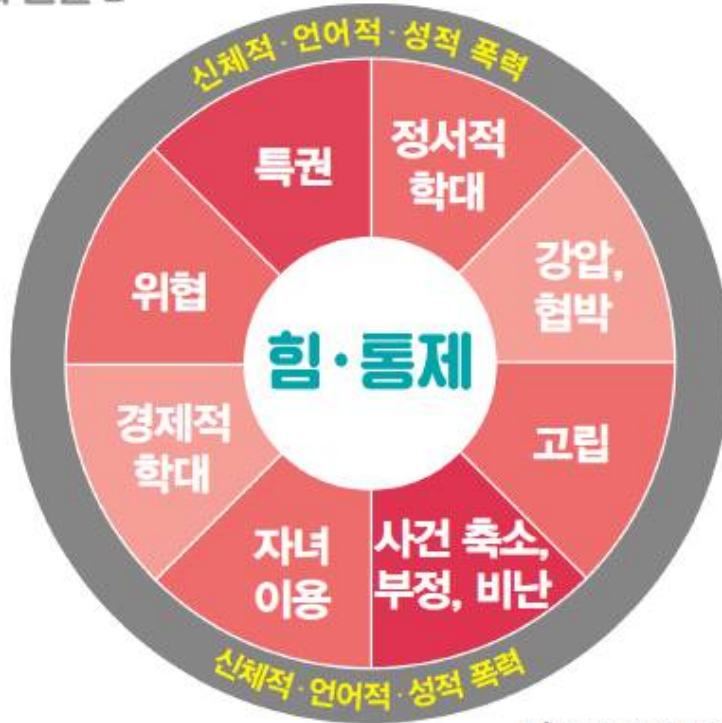 신체적 · 언어적 · 성적 폭력
특권
정서적
학대
강압,
협박
위협
힘 · 통제
경제적
학대
고립
자녀
이용
사건 축소,
부정, 비난
신체적 · 언어적 · 성적 폭력